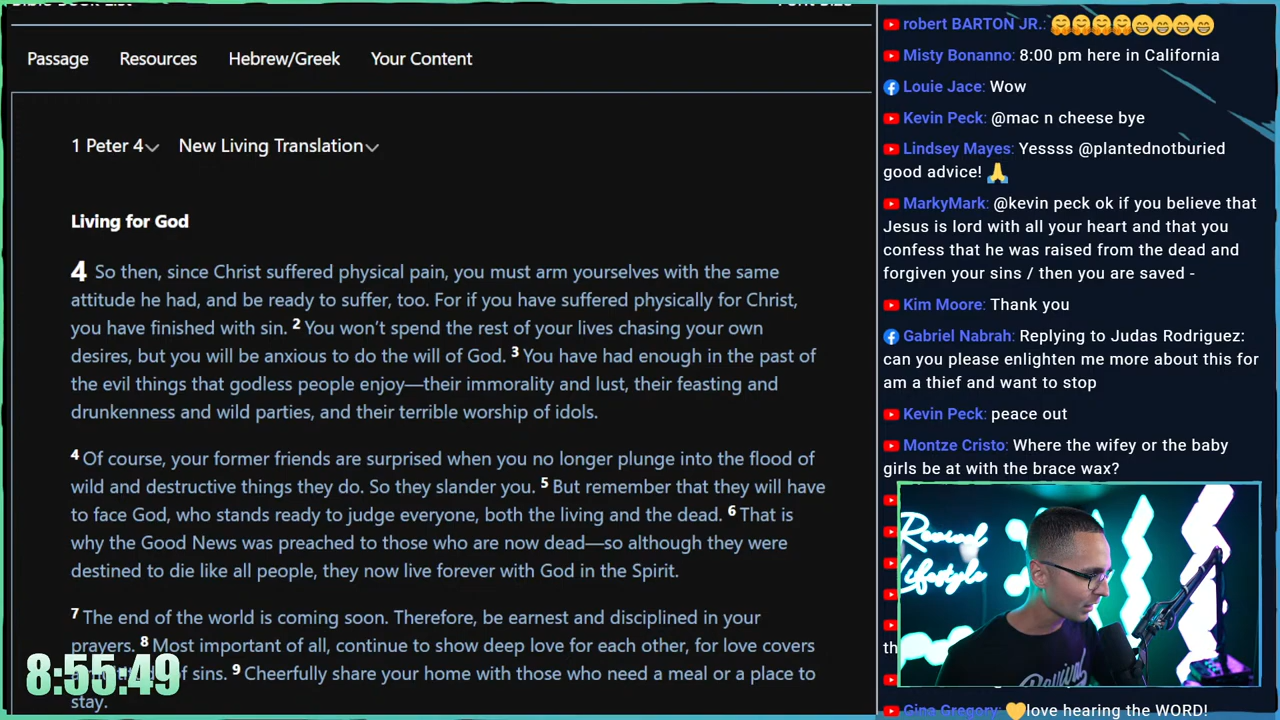 Bible Book List
Font Size
Passage Resources Hebrew/Greek Your Content
1 Peter 4 New Living Translation
Living for God
4 So then, since Christ suffered physical pain, you must arm yourselves with the same
attitude he had, and be ready to suffer, too. For if you have suffered physically for Christ,
you have finished with sin. 2 You won’t spend the rest of your lives chasing your own
desires, but you will be anxious to do the will of God. 3 You have had enough in the past of
the evil things that godless people enjoy—their immorality and lust, their feasting and
drunkenness and wild parties, and their terrible worship of idols.
4 Of course, your former friends are surprised when you no longer plunge into the flood of
wild and destructive things they do. So they slander you. 5 But remember that they will have
to face God, who stands ready to judge everyone, both the living and the dead. 6 That is
why the Good News was preached to those who are now dead—so although they were
destined to die like all people, they now live forever with God in the Spirit.
7 The end of the world is coming soon. Therefore, be earnest and disciplined in your
prayers. 8 Most important of all, continue to show deep love for each other, for love covers
of sins. 9 Cheerfully share your home with those who need a meal or a place to
stay.
8:55:49
robert BARTON JR.: 🤗🤗🤗🤗😁😁😁😁
Misty Bonanno: 8:00 pm here in California
Louie Jace: Wow
Kevin Peck: @mac n cheese bye
Lindsey Mayes: Yessss @plantednotburied
good advice! 🙏
MarkyMark: @kevin peck ok if you believe that
Jesus is lord with all your heart and that you
confess that he was raised from the dead and
forgiven your sins / then you are saved -
Kim Moore: Thank you
Gabriel Nabrah: Replying to Judas Rodriguez:
can you please enlighten me more about this for
am a thief and want to stop
Kevin Peck: peace out
Montze Cristo: Where the wifey or the baby
girls be at with the brace wax?
th
Gina Gregory: 💛love hearing the WORD!
Revival
Lifestyle
Revival